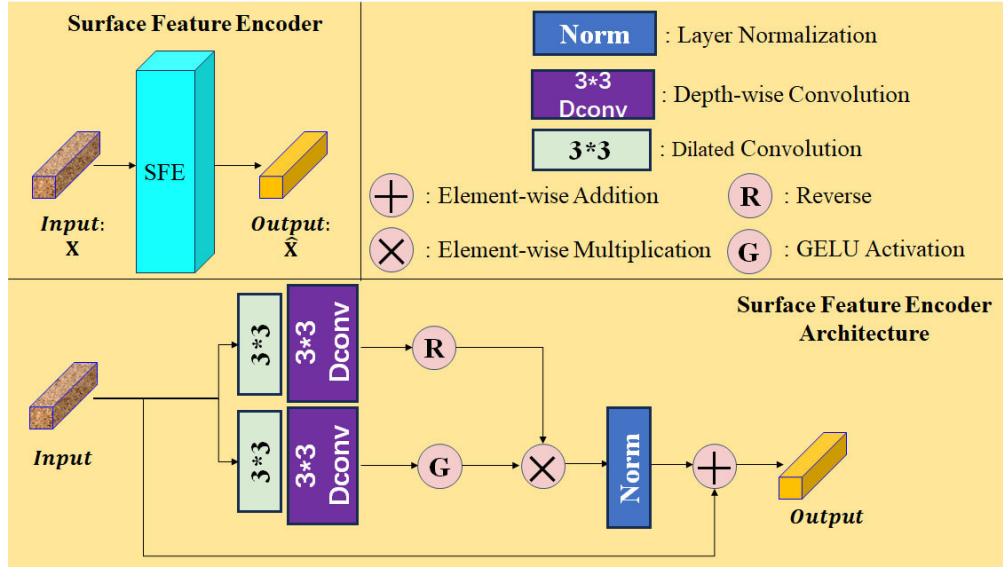 Surface Feature Encoder
SFE
Input:
X
Output:
X̂
Norm : Layer Normalization
3*3
Dconv : Depth-wise Convolution
3*3 : Dilated Convolution
+ : Element-wise Addition
R : Reverse
× : Element-wise Multiplication
G : GELU Activation
Surface Feature Encoder
Architecture
Input
3*3
3*3
Dconv
R
3*3
3*3
Dconv
G
×
Norm
+
Output